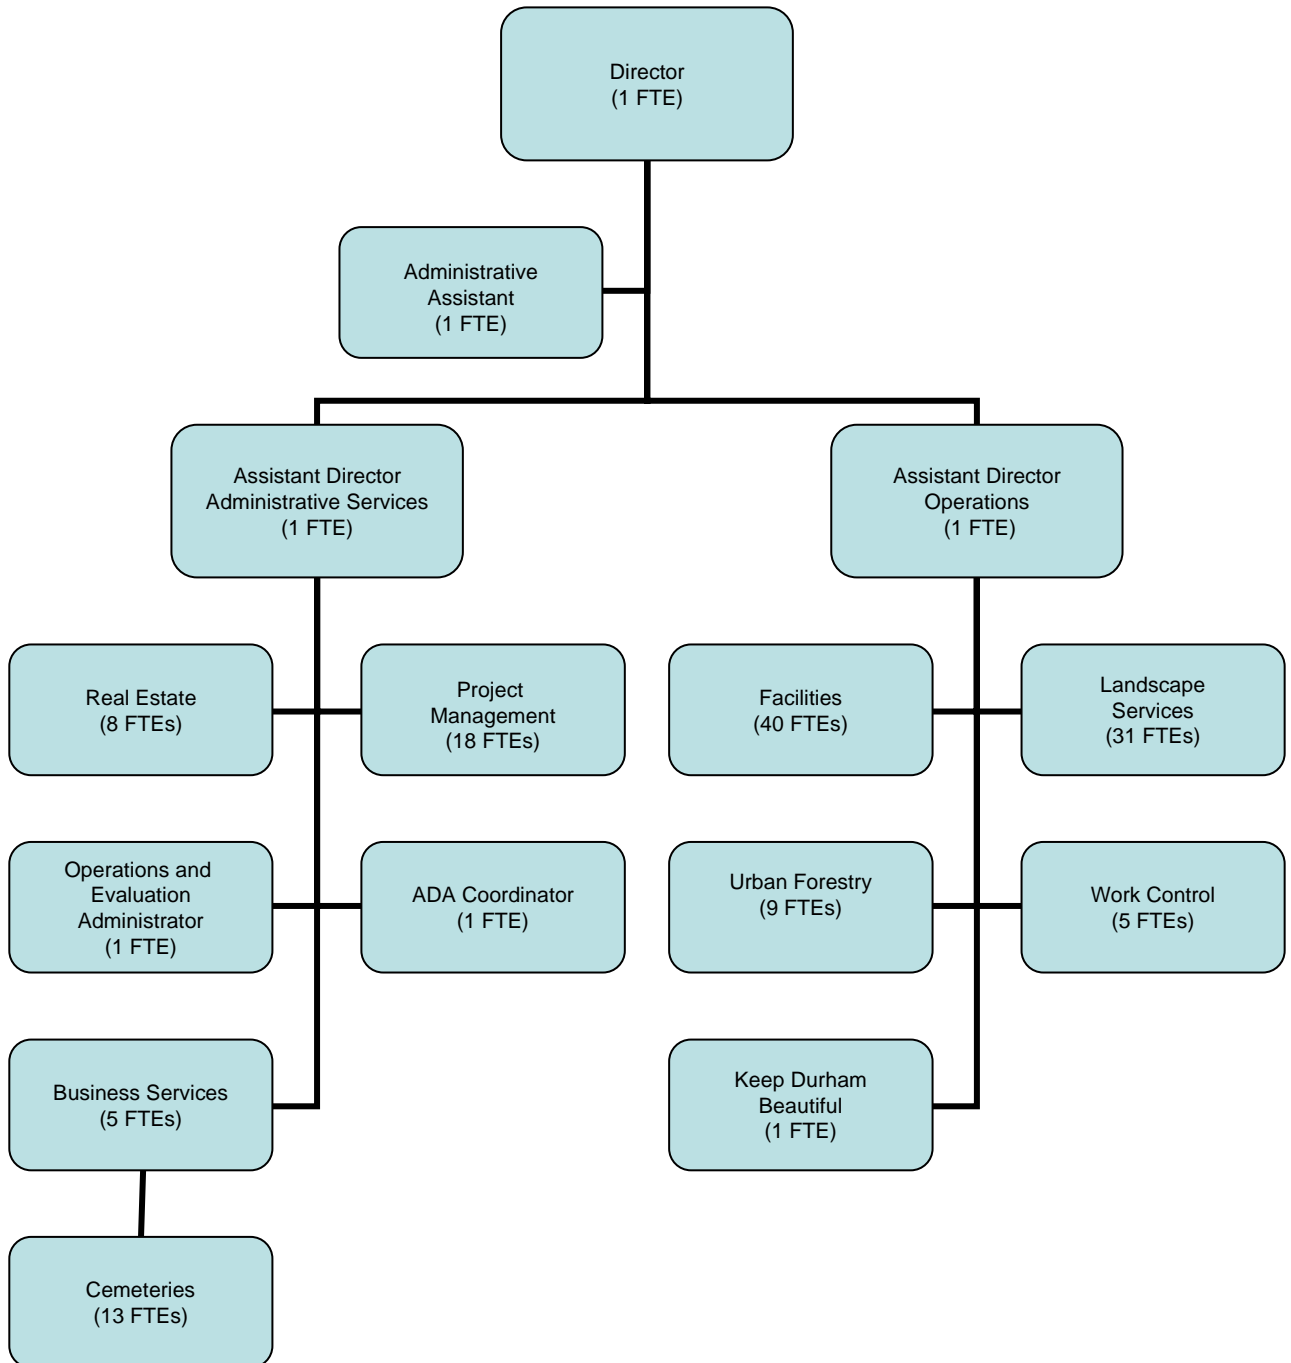 Director
(1 FTE)
Administrative
Assistant
(1 FTE)
Assistant Director
Administrative Services
(1 FTE)
Assistant Director
Operations
(1 FTE)
Real Estate
(8 FTEs)
Project
Management
(18 FTEs)
Facilities
(40 FTEs)
Landscape
Services
(31 FTEs)
Operations and
Evaluation
Administrator
(1 FTE)
ADA Coordinator
(1 FTE)
Urban Forestry
(9 FTEs)
Work Control
(5 FTEs)
Business Services
(5 FTEs)
Keep Durham
Beautiful
(1 FTE)
Cemeteries
(13 FTEs)